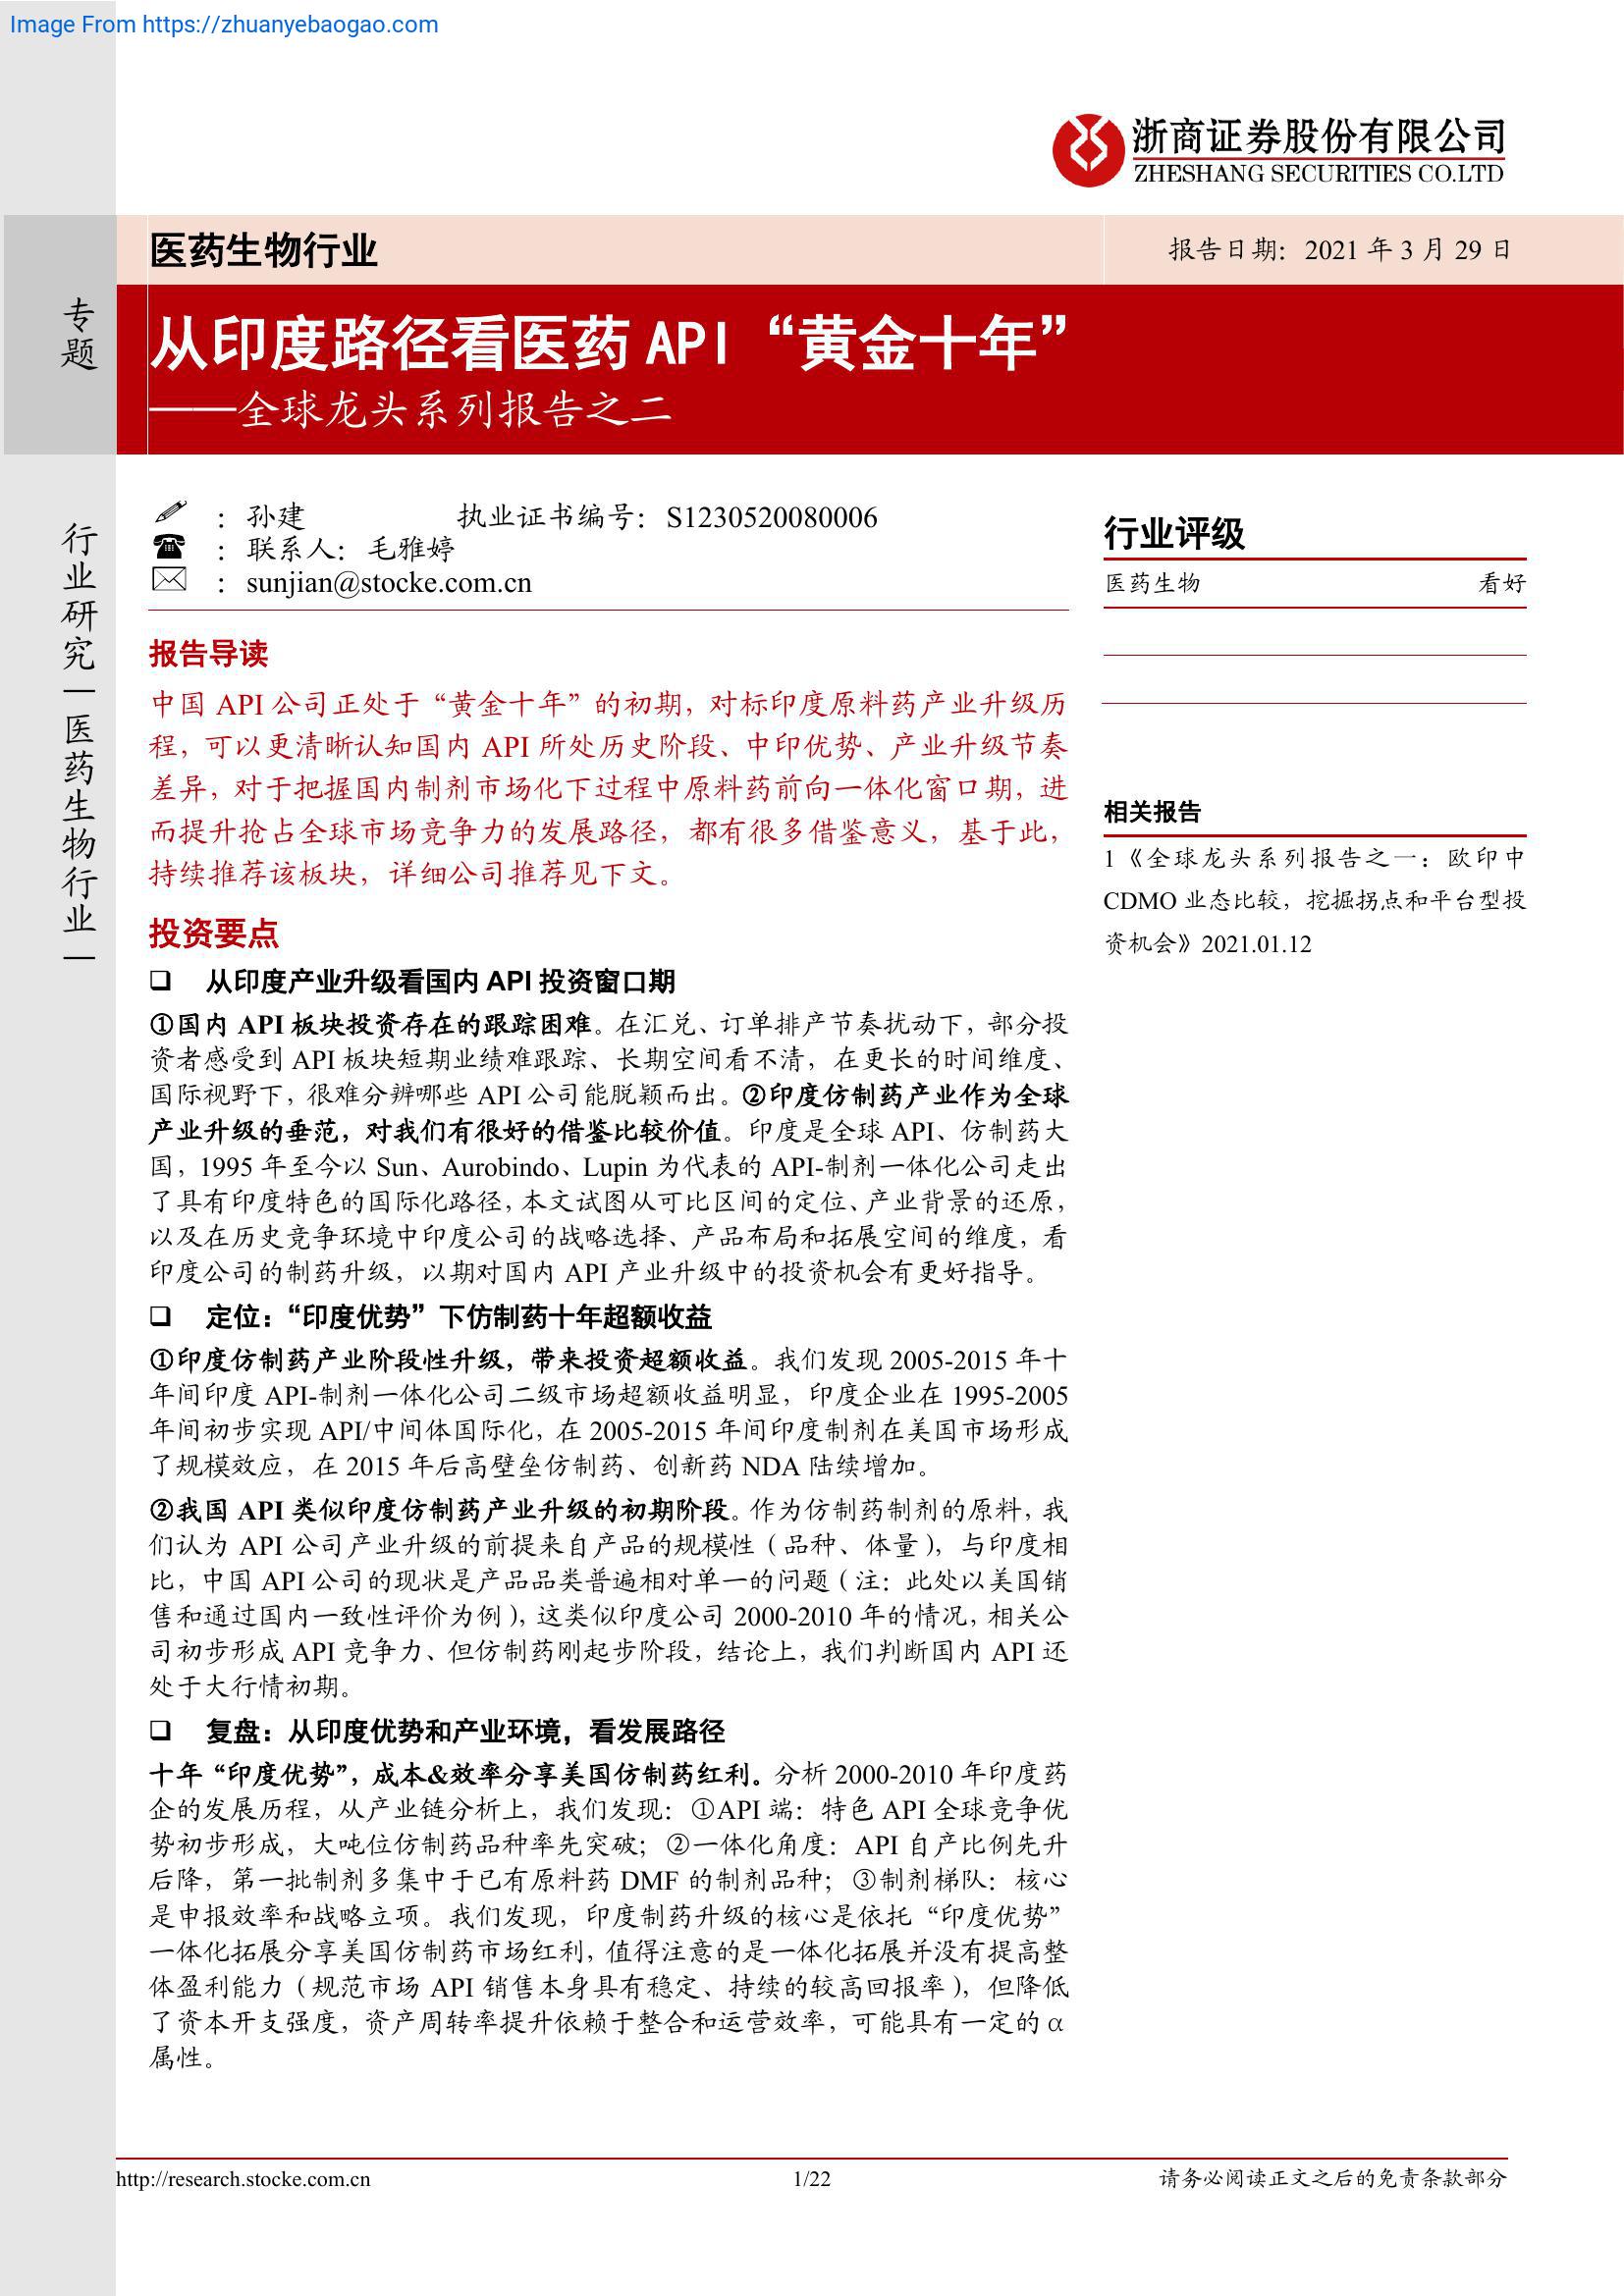 Image From https://zhuanyebaogao.com
浙商证券股份有限公司
ZHESHANG SECURITIES CO.LTD
专题
医药生物行业
报告日期：2021 年 3 月 29 日
从印度路径看医药 API “黄金十年”
——全球龙头系列报告之二
行业研究|医药生物行业|
：孙建 执业证书编号：S1230520080006
：联系人：毛雅婷
：sunjian@stocke.com.cn
报告导读
中国 API 公司正处于“黄金十年”的初期，对标印度原料药产业升级历
程，可以更清晰认知国内 API 所处历史阶段、中印优势、产业升级节奏
差异，对于把握国内制剂市场化下过程中原料药前向一体化窗口期，进
而提升抢占全球市场竞争力的发展路径，都有很多借鉴意义，基于此，
持续推荐该板块，详细公司推荐见下文。
投资要点
❑ 从印度产业升级看国内 API 投资窗口期
①国内 API 板块投资存在的跟踪困难。在汇兑、订单排产节奏扰动下，部分投
资者感受到 API 板块短期业绩难跟踪、长期空间看不清，在更长的时间维度、
国际视野下，很难分辨哪些 API 公司能脱颖而出。②印度仿制药产业作为全球
产业升级的垂范，对我们有很好的借鉴比较价值。印度是全球 API、仿制药大
国，1995 年至今以 Sun、Aurobindo、Lupin 为代表的 API-制剂一体化公司走出
了具有印度特色的国际化路径，本文试图从可比区间的定位、产业背景的还原，
以及在历史竞争环境中印度公司的战略选择、产品布局和拓展空间的维度，看
印度公司的制药升级，以期对国内 API 产业升级中的投资机会有更好指导。
❑ 定位：“印度优势”下仿制药十年超额收益
①印度仿制药产业阶段性升级，带来投资超额收益。我们发现 2005-2015 年十
年间印度 API-制剂一体化公司二级市场超额收益明显，印度企业在 1995-2005
年间初步实现 API/中间体国际化，在 2005-2015 年间印度制剂在美国市场形成
了规模效应，在 2015 年后高壁垒仿制药、创新药 NDA 陆续增加。
②我国 API 类似印度仿制药产业升级的初期阶段。作为仿制药制剂的原料，我
们认为 API 公司产业升级的前提来自产品的规模性（品种、体量），与印度相
比，中国 API 公司的现状是产品品类普遍相对单一的问题（注：此处以美国销
售和通过国内一致性评价为例），这类似印度公司 2000-2010 年的情况，相关公
司初步形成 API 竞争力、但仿制药刚起步阶段，结论上，我们判断国内 API 还
处于大行情初期。
❑ 复盘：从印度优势和产业环境，看发展路径
十年“印度优势”，成本&效率分享美国仿制药红利。分析 2000-2010 年印度药
企的发展历程，从产业链分析上，我们发现：①API 端：特色 API 全球竞争优
势初步形成，大吨位仿制药品种率先突破；②一体化角度：API 自产比例先升
后降，第一批制剂多集中于已有原料药 DMF 的制剂品种；③制剂梯队：核心
是申报效率和战略立项。我们发现，印度制药升级的核心是依托“印度优势”
一体化拓展分享美国仿制药市场红利，值得注意的是一体化拓展并没有提高整
体盈利能力（规范市场 API 销售本身具有稳定、持续的较高回报率），但降低
了资本开支强度，资产周转率提升依赖于整合和运营效率，可能具有一定的 α
属性。
行业评级
医药生物 看好
相关报告
1《全球龙头系列报告之一：欧印中
CDMO 业态比较，挖掘拐点和平台型投
资机会》2021.01.12
http://research.stocke.com.cn
1/22
请务必阅读正文之后的免责条款部分